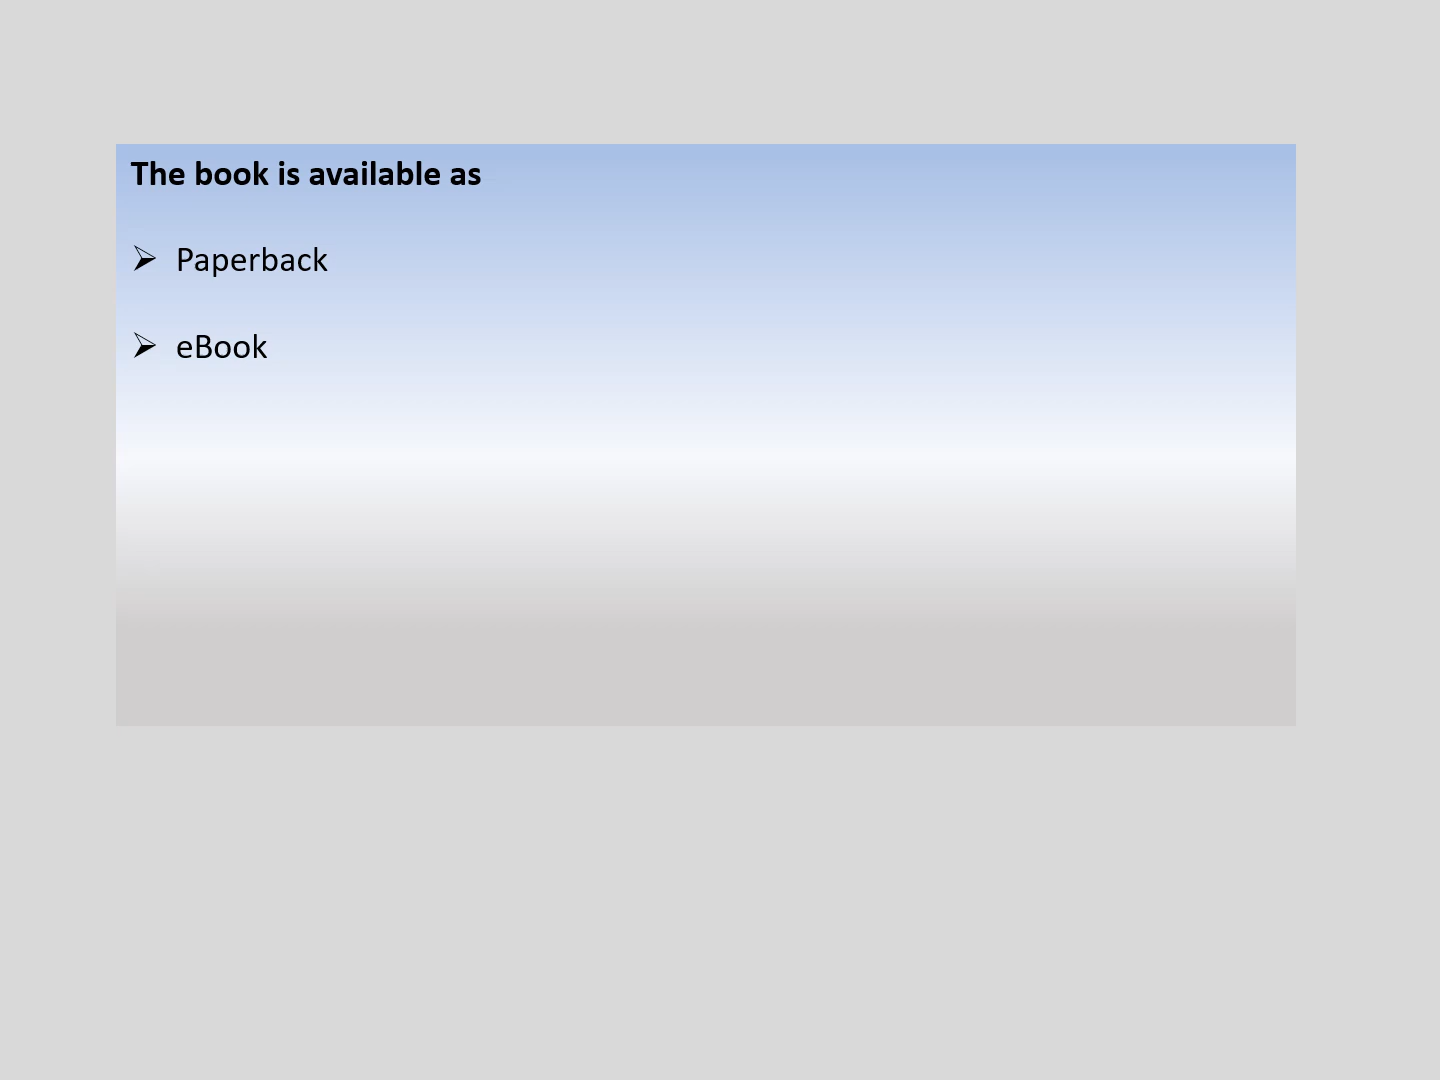 The book is available as
➢ Paperback
➢ eBook